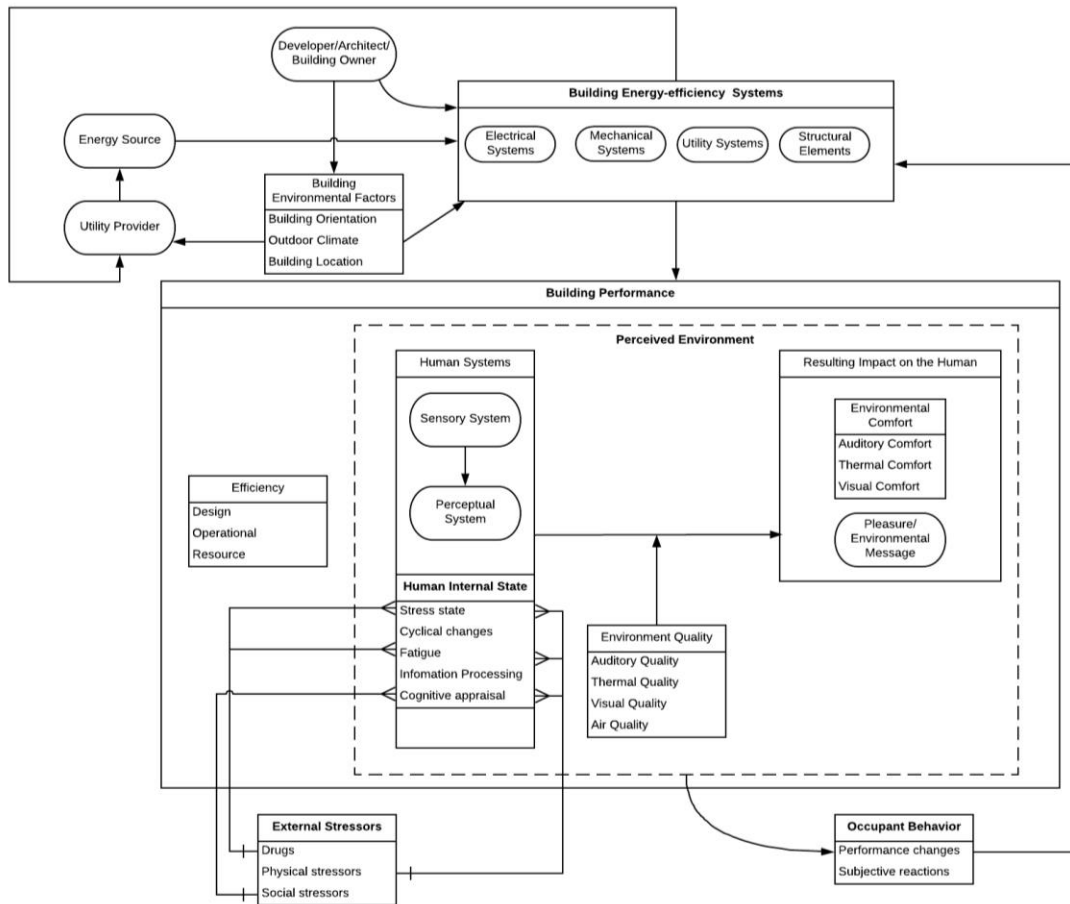 Developer/Architect/
Building Owner
Building Energy-efficiency Systems
Electrical
Systems
Mechanical
Systems
Utility Systems
Structural
Elements
Energy Source
Building
Environmental Factors
Building Orientation
Outdoor Climate
Building Location
Utility Provider
Building Performance
Perceived Environment
Human Systems
Sensory System
Perceptual
System
Resulting Impact on the Human
Environmental
Comfort
Auditory Comfort
Thermal Comfort
Visual Comfort
Pleasure/
Environmental
Message
Efficiency
Design
Operational
Resource
Human Internal State
Stress state
Cyclical changes
Fatigue
Infomation Processing
Cognitive appraisal
Environment Quality
Auditory Quality
Thermal Quality
Visual Quality
Air Quality
External Stressors
Drugs
Physical stressors
Social stressors
Occupant Behavior
Performance changes
Subjective reactions